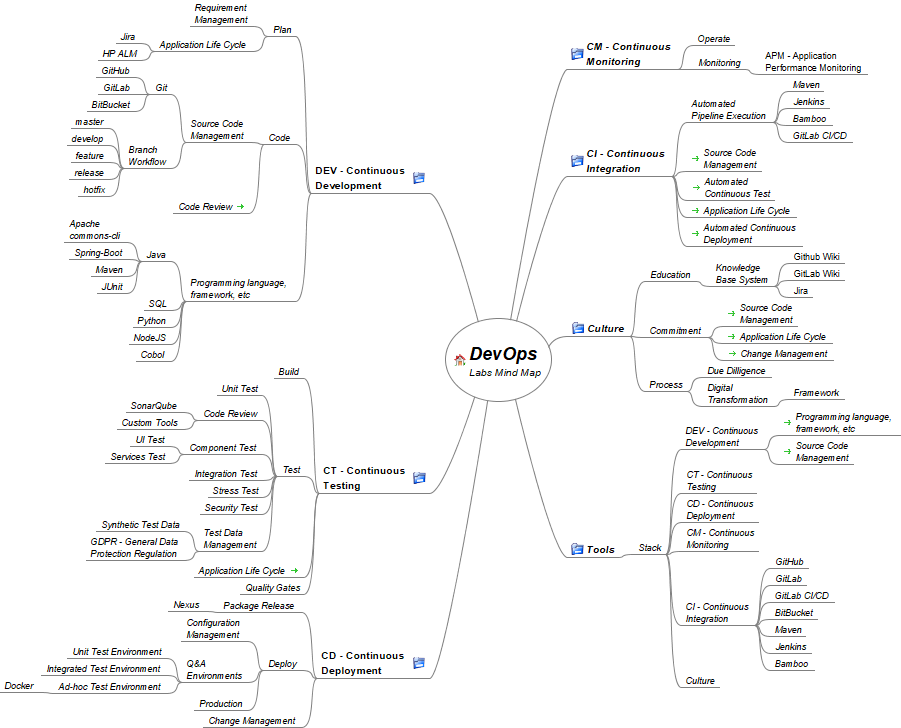 DevOps
Labs Mind Map
DEV - Continuous
Development
Plan
Requirement
Management
Application Life Cycle
Jira
HP ALM
Code
Source Code
Management
Git
GitHub
GitLab
BitBucket
Branch
Workflow
master
develop
feature
release
hotfix
Code Review
Programming language,
framework, etc
Java
Apache
commons-cli
Spring-Boot
Maven
JUnit
SQL
Python
NodeJS
Cobol
CT - Continuous
Testing
Build
Test
Unit Test
Code Review
SonarQube
Custom Tools
Component Test
UI Test
Services Test
Integration Test
Stress Test
Security Test
Test Data
Management
Synthetic Test Data
GDPR - General Data
Protection Regulation
Application Life Cycle
Quality Gates
CD - Continuous
Deployment
Package Release
Nexus
Deploy
Configuration
Management
Q&A
Environments
Unit Test Environment
Integrated Test Environment
Ad-hoc Test Environment
Docker
Production
Change Management
CM - Continuous
Monitoring
Operate
Monitoring
APM - Application
Performance Monitoring
CI - Continuous
Integration
Automated
Pipeline Execution
Maven
Jenkins
Bamboo
GitLab CI/CD
Source Code
Management
Automated
Continuous Test
Application Life Cycle
Automated Continuous
Deployment
Culture
Education
Knowledge
Base System
Github Wiki
GitLab Wiki
Jira
Commitment
Source Code
Management
Application Life Cycle
Change Management
Process
Due Dilligence
Digital
Transformation
Framework
Tools
Stack
DEV - Continuous
Development
Programming language,
framework, etc
Source Code
Management
CT - Continuous
Testing
CD - Continuous
Deployment
CM - Continuous
Monitoring
CI - Continuous
Integration
GitHub
GitLab
GitLab CI/CD
BitBucket
Maven
Jenkins
Bamboo
Culture